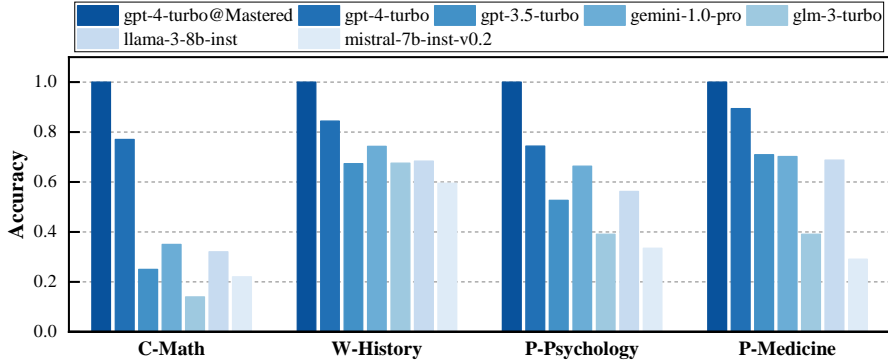 gpt-4-turbo@Mastered gpt-4-turbo gpt-3.5-turbo gemini-1.0-pro glm-3-turbo
llama-3-8b-inst mistral-7b-inst-v0.2
Accuracy
1.0
0.8
0.6
0.4
0.2
0.0
C-Math W-History P-Psychology P-Medicine